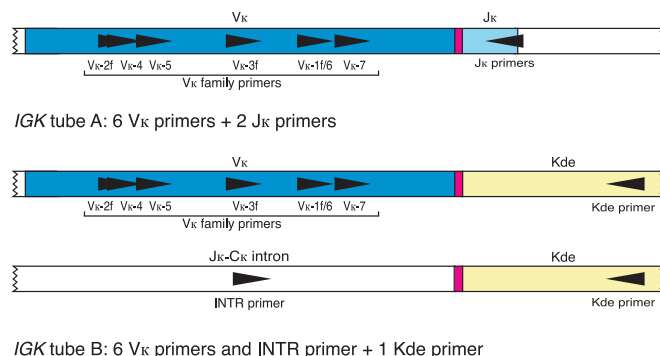 Vκ Jκ
Vκ-2f Vκ-4 Vκ-5 Vκ-3f Vκ-1f/6 Vκ-7 Jκ primers
Vκ family primers
IGK tube A: 6 Vκ primers + 2 Jκ primers
Vκ Kde
Vκ-2f Vκ-4 Vκ-5 Vκ-3f Vκ-1f/6 Vκ-7 Kde primer
Vκ family primers
Jκ-Cκ intron Kde
INTR primer Kde primer
IGK tube B: 6 Vκ primers and INTR primer + 1 Kde primer